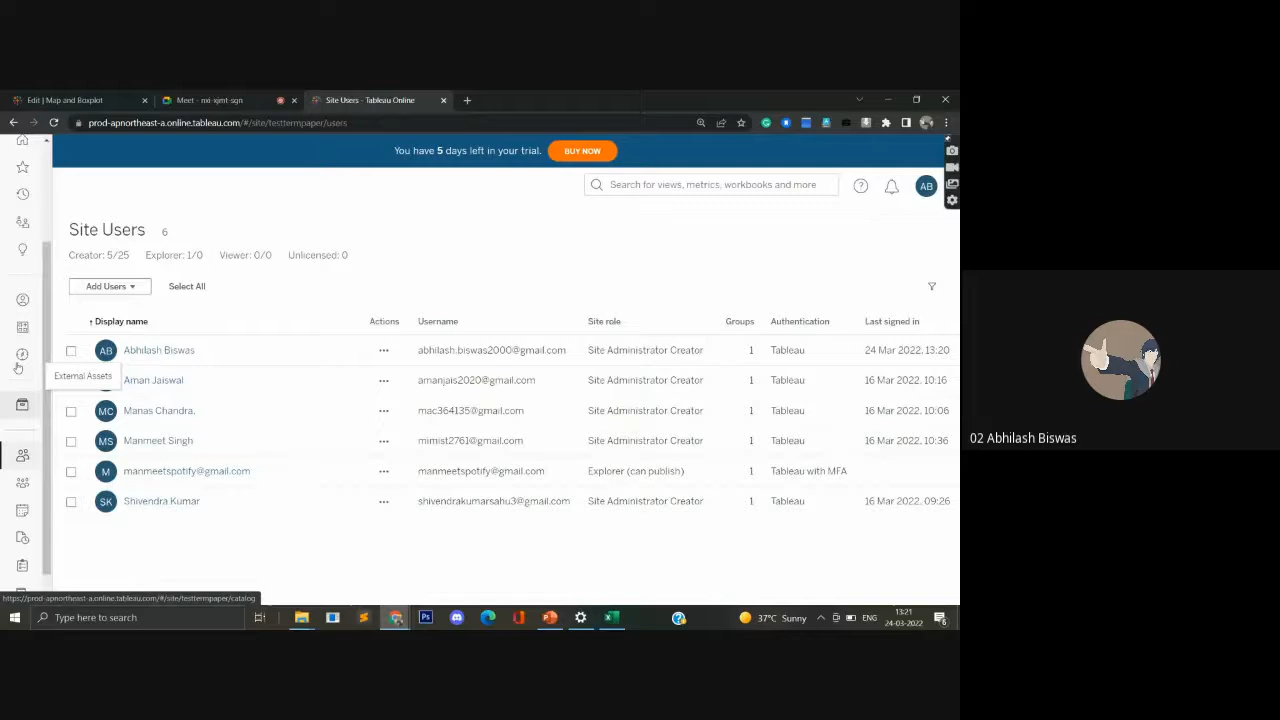 Edit | Map and Boxplot
Meet - nxi-xjmt-sgn
Site Users - Tableau Online
prod-apnortheast-a.online.tableau.com/#/site/testtermpaper/users
You have 5 days left in your trial. BUY NOW
Search for views, metrics, workbooks and more
? AB
Site Users 6
Creator: 5/25 Explorer: 1/0 Viewer: 0/0 Unlicensed: 0
Add Users Select All
Display name Actions Username Site role Groups Authentication Last signed in
AB Abhilash Biswas abhilash.biswas2000@gmail.com Site Administrator Creator 1 Tableau 24 Mar 2022, 13:20
External Assets
Aman Jaiswal amanjais2020@gmail.com Site Administrator Creator 1 Tableau 16 Mar 2022, 10:16
MC Manas Chandra, mac364135@gmail.com Site Administrator Creator 1 Tableau 16 Mar 2022, 10:06
MS Manmeet Singh mimist2761@gmail.com Site Administrator Creator 1 Tableau 16 Mar 2022, 10:36
M manmeetspotify@gmail.com manmeetspotify@gmail.com Explorer (can publish) 1 Tableau with MFA
SK Shivendra Kumar shivendrakumarsahu3@gmail.com Site Administrator Creator 1 Tableau 16 Mar 2022, 09:26
02 Abhilash Biswas
https://prod-apnortheast-a.online.tableau.com/#/site/testtermpaper/catalog
Type here to search
Ps
37°C Sunny
ENG
13:21
24-03-2022